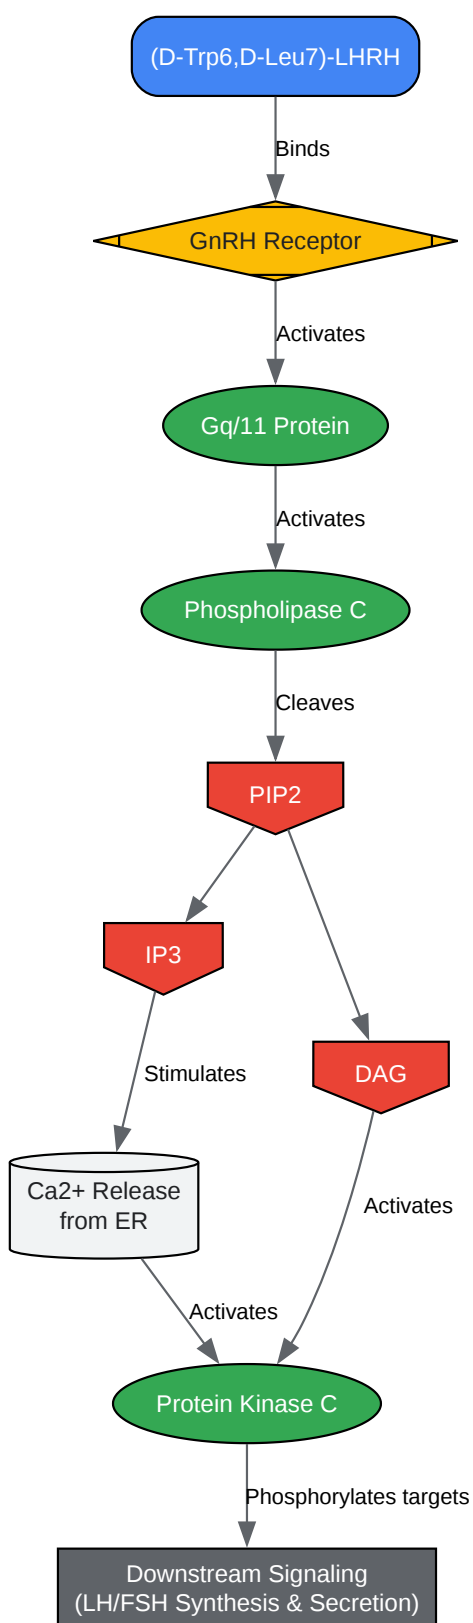 (D-Trp6,D-Leu7)-LHRH
Binds
GnRH Receptor
Activates
Gq/11 Protein
Activates
Phospholipase C
Cleaves
PIP2
IP3
Stimulates
DAG
Ca2+ Release
from ER
Activates
Activates
Protein Kinase C
Phosphorylates targets
Downstream Signaling
(LH/FSH Synthesis & Secretion)